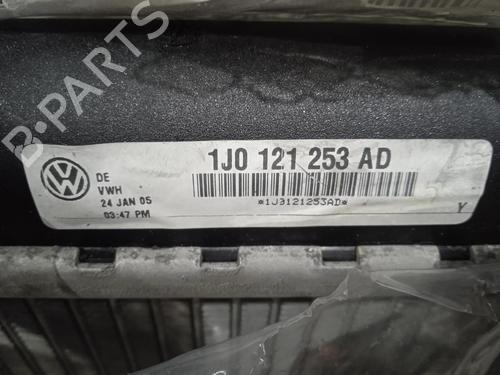 B-PARTS
DE
VWH
24 JAN 05
03:47 PM
1J0 121 253 AD
*1J0121253AD*
Y